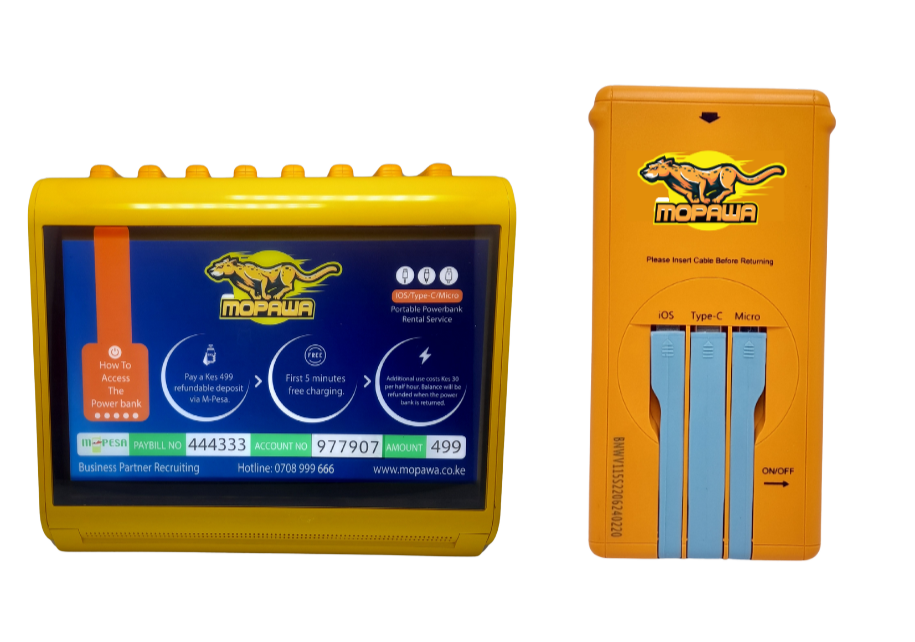 MOPAWA
IOS/Type-C/Micro
Portable Powerbank
Rental Service
How To
Access
The
Power bank
Pay a Kes 499
refundable deposit
via M-Pesa.
FREE
First 5 minutes
free charging.
Additional use costs Kes 30
per half hour. Balance will be
refunded when the power
bank is returned.
M-PESA PAYBILL NO 444333 ACCOUNT NO 977907 AMOUNT 499
Business Partner Recruiting Hotline: 0708 999 666 www.mopawa.co.ke
MOPAWA
Please Insert Cable Before Returning
iOS Type-C Micro
ON/OFF
BNWY115S2206240220